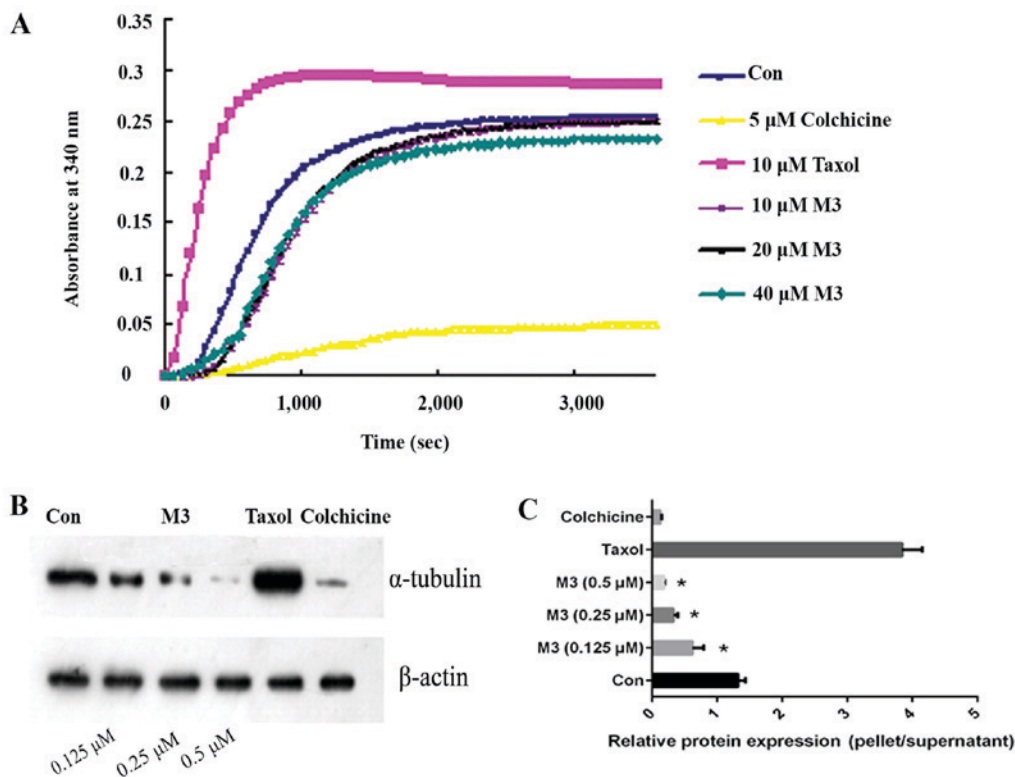 A
0.35
0.3
0.25
0.2
0.15
0.1
0.05
0
Absorbance at 340 nm
0 1,000 2,000 3,000
Time (sec)
Con
5 µM Colchicine
10 µM Taxol
10 µM M3
20 µM M3
40 µM M3
B
Con M3 Taxol Colchicine
α-tubulin
β-actin
0.125 µM 0.25 µM 0.5 µM
C
Colchicine
Taxol
M3 (0.5 µM) *
M3 (0.25 µM) *
M3 (0.125 µM) *
Con
0 1 2 3 4 5
Relative protein expression (pellet/supernatant)